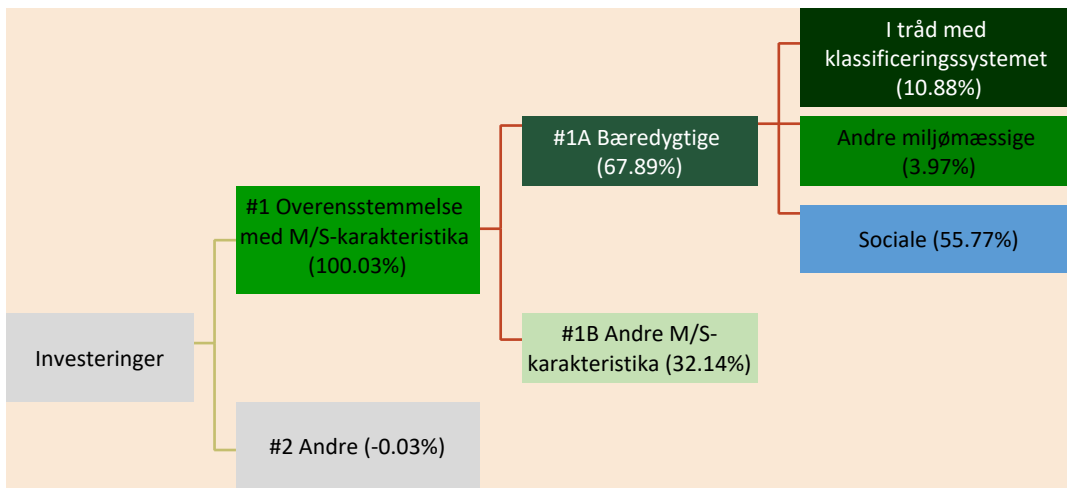 Investeringer
#1 Overensstemmelse
med M/S-karakteristika
(100.03%)
#2 Andre (-0.03%)
#1A Bæredygtige
(67.89%)
#1B Andre M/S-
karakteristika (32.14%)
I tråd med
klassificeringssystemet
(10.88%)
Andre miljømæssige
(3.97%)
Sociale (55.77%)